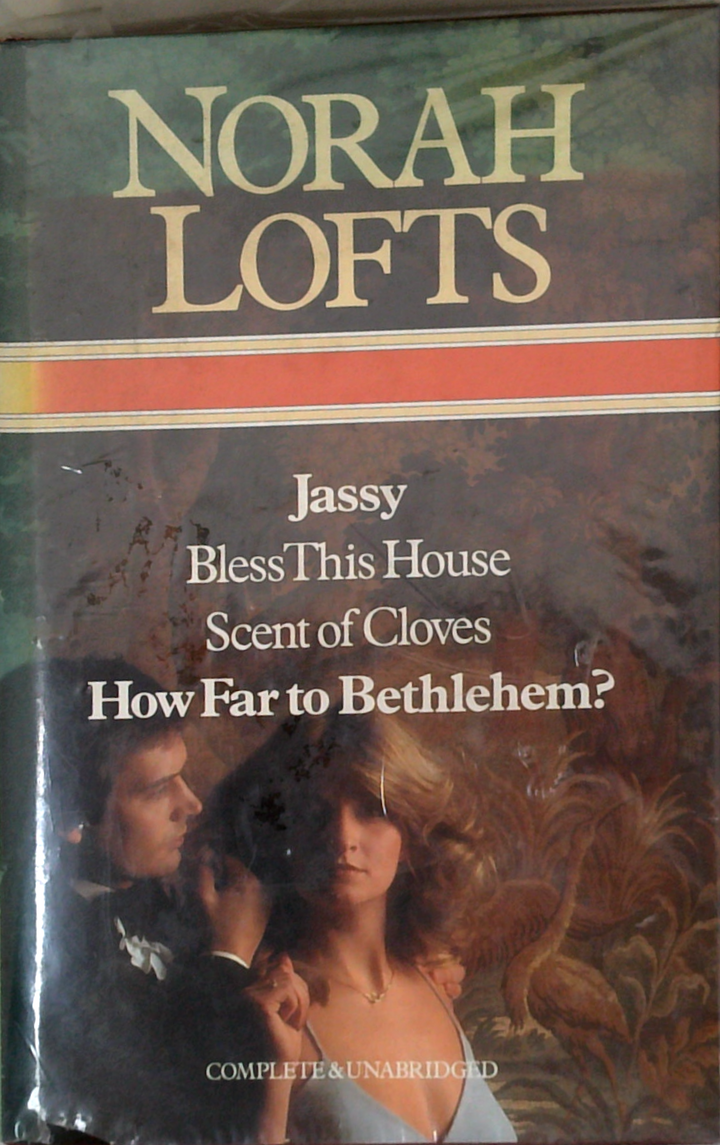 NORAH
LOFTS
Jassy
Bless This House
Scent of Cloves
How Far to Bethlehem?
COMPLETE & UNABRIDGED